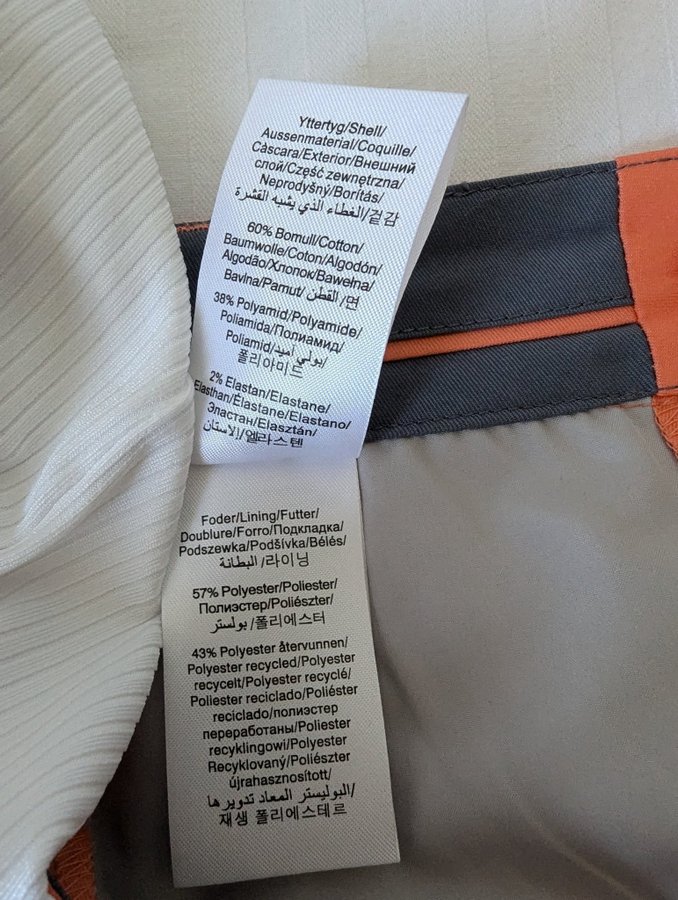 Yttertyg/Shell/
Aussenmaterial/Coquille/
Càscara/Exterior/Внешний
слой/Część zewnętrzna/
Neprodyšný/Borítás/
الغطاء الذي يشبه القشرة/겉감
60% Bomull/Cotton/
Baumwolle/Coton/Algodón/
Algodão/Хлопок/Bawełna/
Bavlna/Pamut/ القطن /면
38% Polyamid/Polyamide/
Poliamida/Полиамид/
Poliamid/بولي أميد/
폴리아미드
2% Elastan/Elastane/
Elasthan/Élastane/Elastano/
Эластан/Elasztán/
الاستان/엘라스텐
Foder/Lining/Futter/
Doublure/Forro/Подкладка/
Podszewka/Podšívka/Bélés/
البطانة /라이닝
57% Polyester/Poliester/
Полиэстер/Poliészter/
بولستر /폴리에스터
43% Polyester återvunnen/
Polyester recycled/Polyester
recycelt/Polyester recyclé/
Poliester reciclado/Poliéster
reciclado/полиэстер
переработаны/Poliester
recyklingowi/Polyester
Recyklovaný/Poliészter
újrahasznosított/
البوليستر المعاد تدويرها/
재생 폴리에스테르